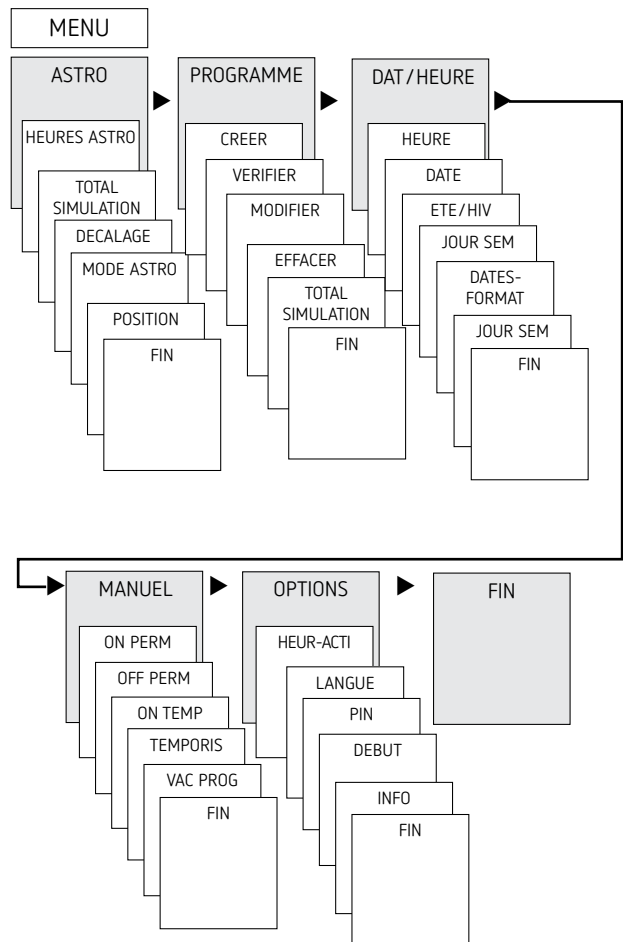 MENU
ASTRO
HEURES ASTRO
TOTAL
SIMULATION
DECALAGE
MODE ASTRO
POSITION
FIN
PROGRAMME
CREER
VERIFIER
MODIFIER
EFFACER
TOTAL
SIMULATION
FIN
DAT/HEURE
HEURE
DATE
ETE/HIV
JOUR SEM
DATES-
FORMAT
JOUR SEM
FIN
MANUEL
ON PERM
OFF PERM
ON TEMP
TEMPORIS
VAC PROG
FIN
OPTIONS
HEUR-ACTI
LANGUE
PIN
DEBUT
INFO
FIN
FIN